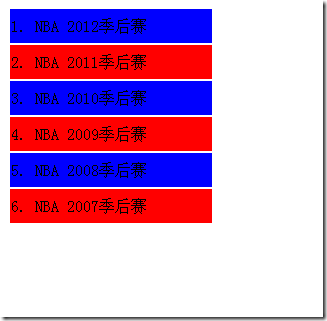 1. NBA 2012季后赛
2. NBA 2011季后赛
3. NBA 2010季后赛
4. NBA 2009季后赛
5. NBA 2008季后赛
6. NBA 2007季后赛